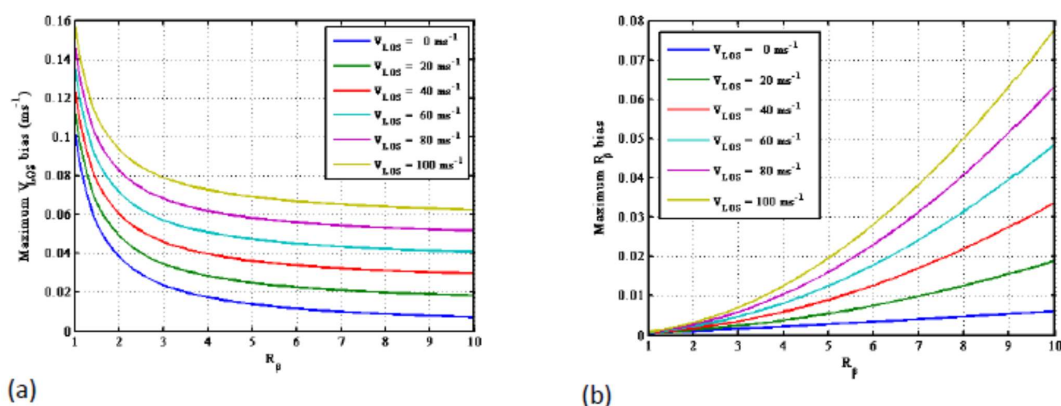 0.16
0.14
0.12
0.1
0.08
0.06
0.04
0.02
0
Maximum V_LOS bias (ms⁻¹)
V_LOS = 0 ms⁻¹
V_LOS = 20 ms⁻¹
V_LOS = 40 ms⁻¹
V_LOS = 60 ms⁻¹
V_LOS = 80 ms⁻¹
V_LOS = 100 ms⁻¹
1 2 3 4 5 6 7 8 9 10
R_β
(a)
0.08
0.07
0.06
0.05
0.04
0.03
0.02
0.01
0
Maximum R_β bias
V_LOS = 0 ms⁻¹
V_LOS = 20 ms⁻¹
V_LOS = 40 ms⁻¹
V_LOS = 60 ms⁻¹
V_LOS = 80 ms⁻¹
V_LOS = 100 ms⁻¹
1 2 3 4 5 6 7 8 9 10
R_β
(b)